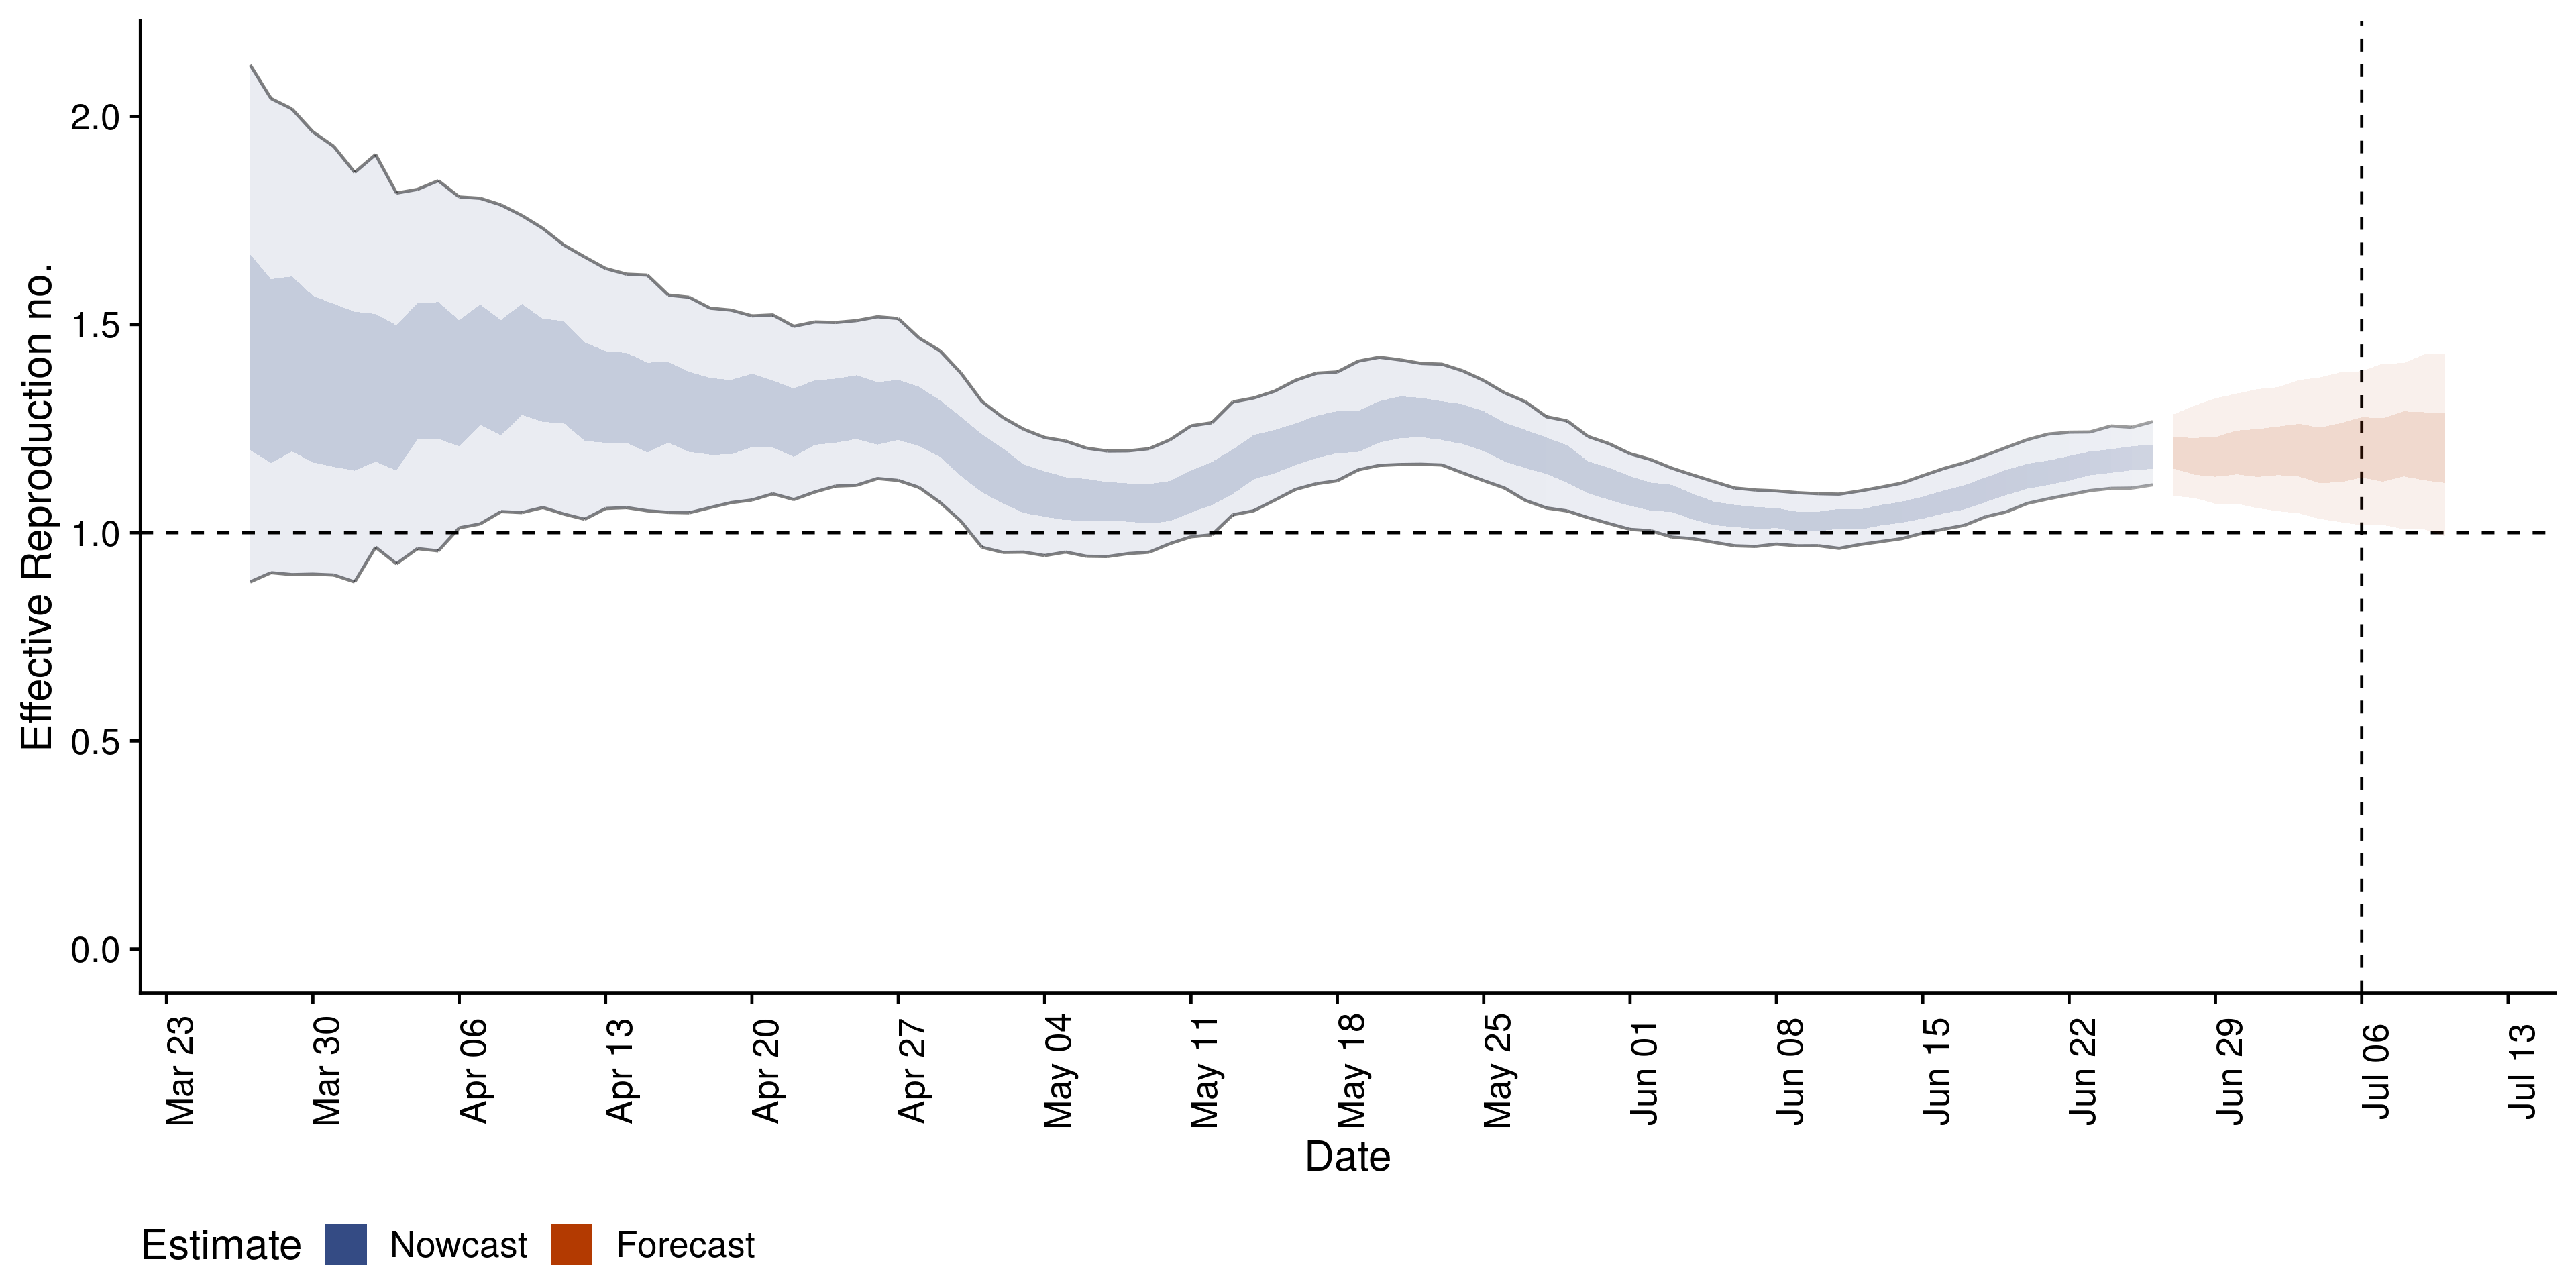 Effective Reproduction no.
2.0
1.5
1.0
0.5
0.0
Mar 23
Mar 30
Apr 06
Apr 13
Apr 20
Apr 27
May 04
May 11
May 18
May 25
Jun 01
Jun 08
Jun 15
Jun 22
Jun 29
Jul 06
Jul 13
Date
Estimate Nowcast Forecast